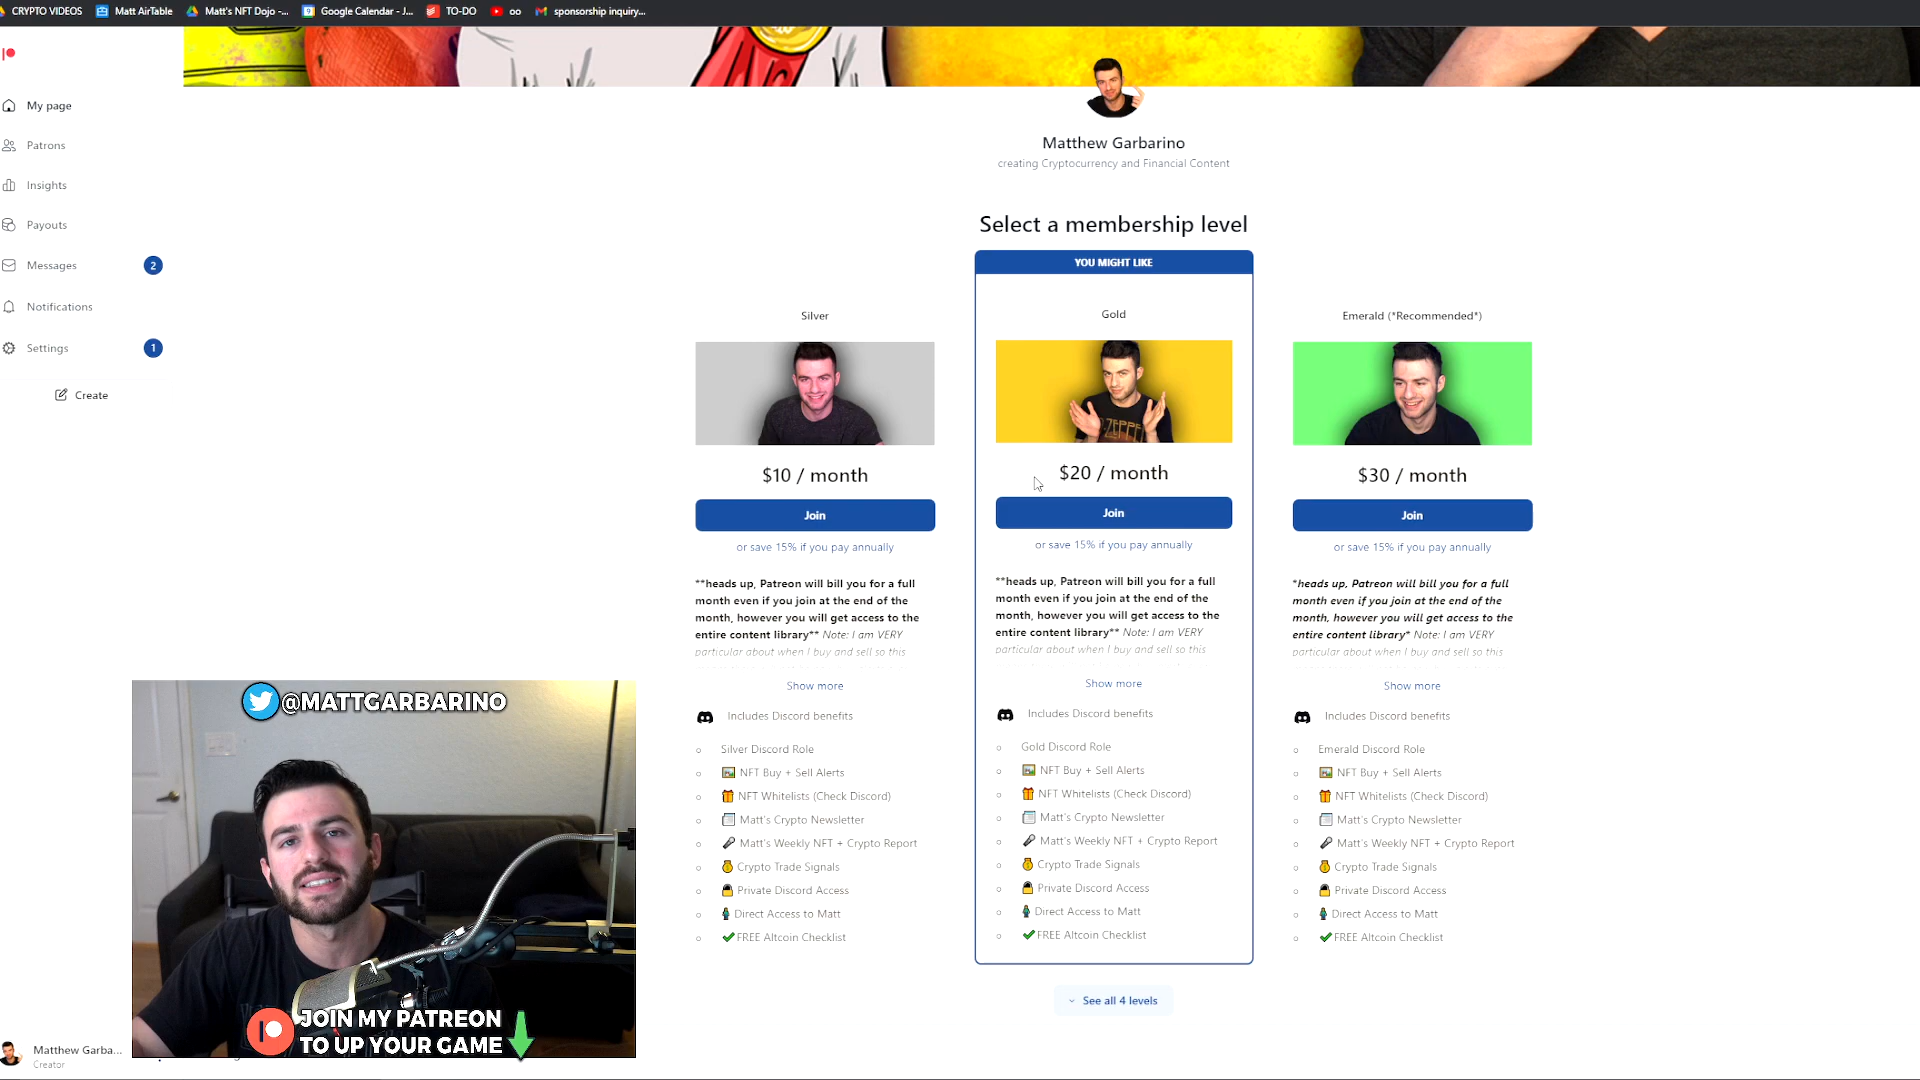 CRYPTO VIDEOS
Matt AirTable
Matt's NFT Dojo -...
Google Calendar - J...
TO-DO
oo
sponsorship inquiry...
My page
Patrons
Insights
Payouts
Messages
2
Notifications
Settings
1
Create
Matthew Garbarino
creating Cryptocurrency and Financial Content
Select a membership level
Silver
$10 / month
Join
or save 15% if you pay annually
**heads up, Patreon will bill you for a full
month even if you join at the end of the
month, however you will get access to the
entire content library** Note: I am VERY
particular about when I buy and sell so this
Show more
Includes Discord benefits
Silver Discord Role
NFT Buy + Sell Alerts
NFT Whitelists (Check Discord)
Matt's Crypto Newsletter
Matt's Weekly NFT + Crypto Report
Crypto Trade Signals
Private Discord Access
Direct Access to Matt
FREE Altcoin Checklist
YOU MIGHT LIKE
Gold
ZEPPE
$20 / month
Join
or save 15% if you pay annually
**heads up, Patreon will bill you for a full
month even if you join at the end of the
month, however you will get access to the
entire content library** Note: I am VERY
particular about when I buy and sell so this
Show more
Includes Discord benefits
Gold Discord Role
NFT Buy + Sell Alerts
NFT Whitelists (Check Discord)
Matt's Crypto Newsletter
Matt's Weekly NFT + Crypto Report
Crypto Trade Signals
Private Discord Access
Direct Access to Matt
FREE Altcoin Checklist
Emerald (*Recommended*)
$30 / month
Join
or save 15% if you pay annually
*heads up, Patreon will bill you for a full
month even if you join at the end of the
month, however you will get access to the
entire content library* Note: I am VERY
particular about when I buy and sell so this
Show more
Includes Discord benefits
Emerald Discord Role
NFT Buy + Sell Alerts
NFT Whitelists (Check Discord)
Matt's Crypto Newsletter
Matt's Weekly NFT + Crypto Report
Crypto Trade Signals
Private Discord Access
Direct Access to Matt
FREE Altcoin Checklist
See all 4 levels
@MATTGARBARINO
JOIN MY PATREON
TO UP YOUR GAME
Matthew Garba...
Creator